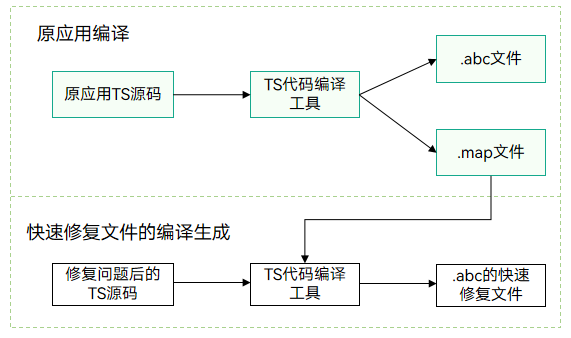 原应用编译
.abc文件
原应用TS源码
TS代码编译
工具
.map文件
快速修复文件的编译生成
修复问题后的
TS源码
TS代码编译
工具
.abc的快速
修复文件